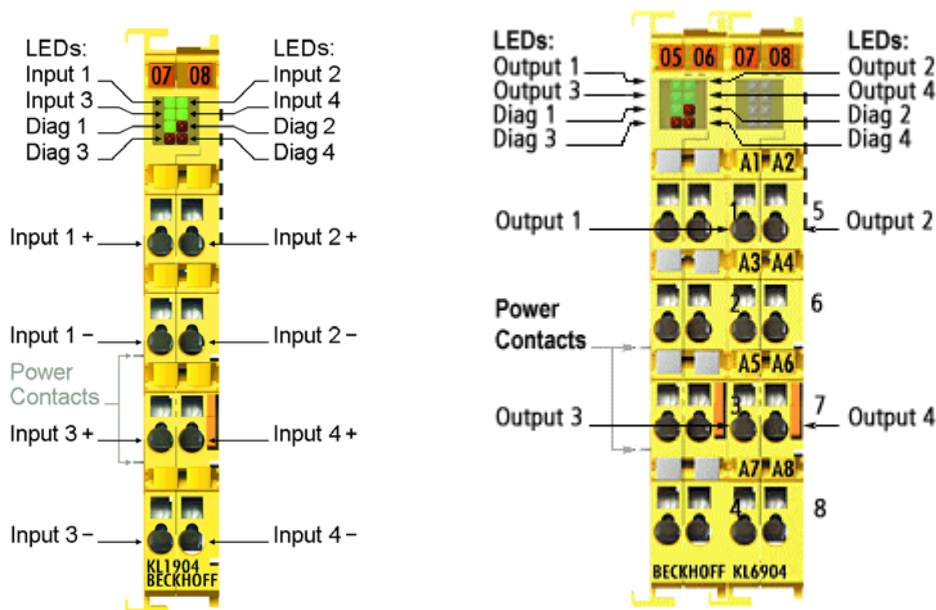 LEDs:
LEDs:
Input 1
07 08
Input 2
Input 3
Input 4
Diag 1
Diag 2
Diag 3
Diag 4
Input 1 +
Input 2 +
Input 1 −
Input 2 −
Power
Contacts
Input 3 +
Input 4 +
Input 3 −
Input 4 −
KL1904
BECKHOFF
LEDs:
LEDs:
Output 1
05 06 07 08
Output 2
Output 3
Output 4
Diag 1
Diag 2
Diag 3
Diag 4
A1 A2
Output 1
1
5
Output 2
A3 A4
2
6
Power
Contacts
A5 A6
Output 3
3
7
Output 4
A7 A8
4
8
BECKHOFF KL6904